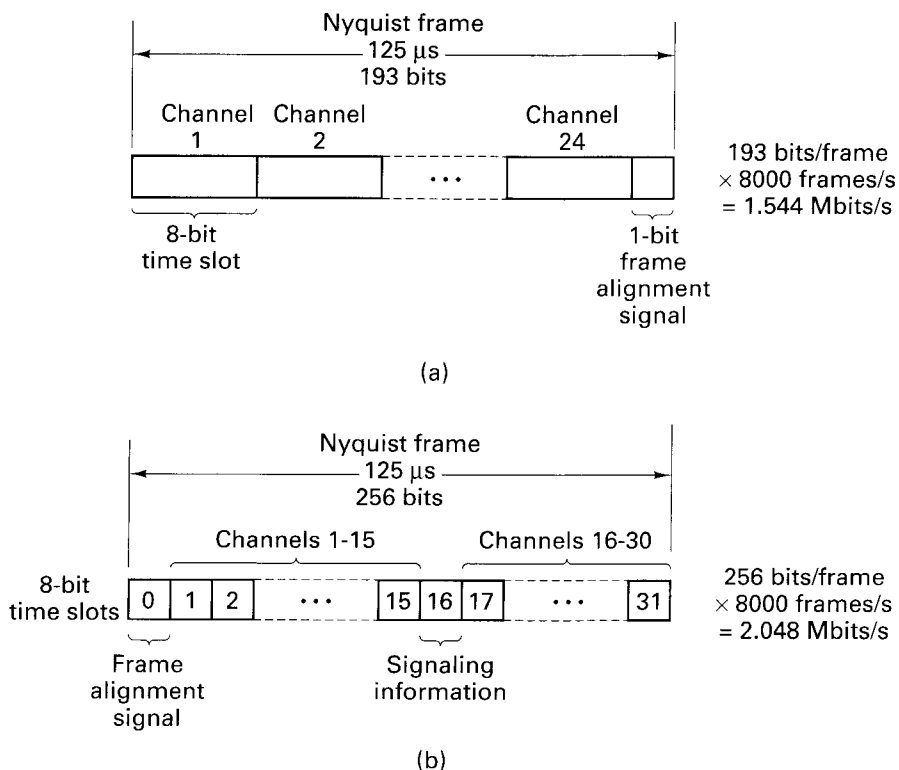 Nyquist frame
125 μs
193 bits
Channel 1
Channel 2
Channel 24
...
193 bits/frame
× 8000 frames/s
= 1.544 Mbits/s
8-bit
time slot
1-bit
frame
alignment
signal
(a)
Nyquist frame
125 μs
256 bits
Channels 1-15
Channels 16-30
8-bit
time slots
0 1 2 ... 15 16 17 ... 31
256 bits/frame
× 8000 frames/s
= 2.048 Mbits/s
Frame
alignment
signal
Signaling
information
(b)